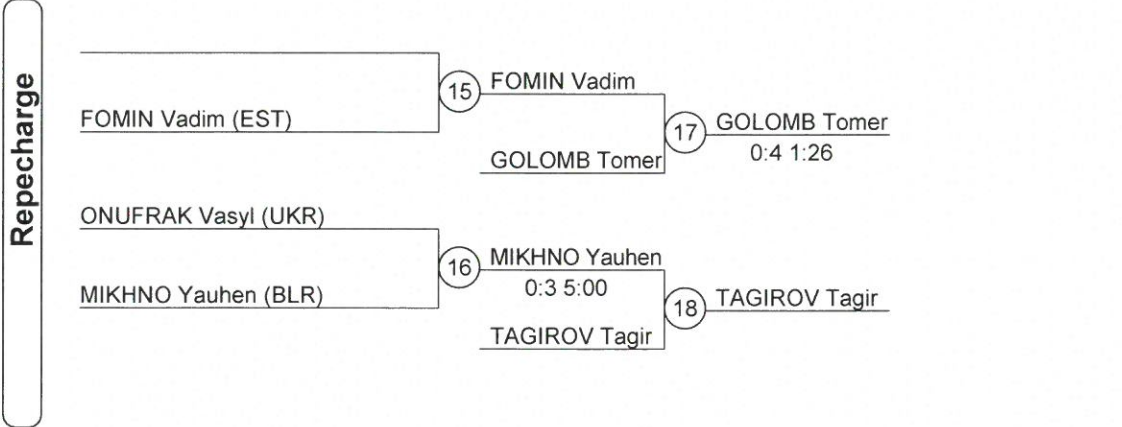 Repecharge
15
FOMIN Vadim
FOMIN Vadim (EST)
17
GOLOMB Tomer
0:4 1:26
GOLOMB Tomer
ONUFRAK Vasyl (UKR)
16
MIKHNO Yauhen
0:3 5:00
MIKHNO Yauhen (BLR)
18
TAGIROV Tagir
TAGIROV Tagir